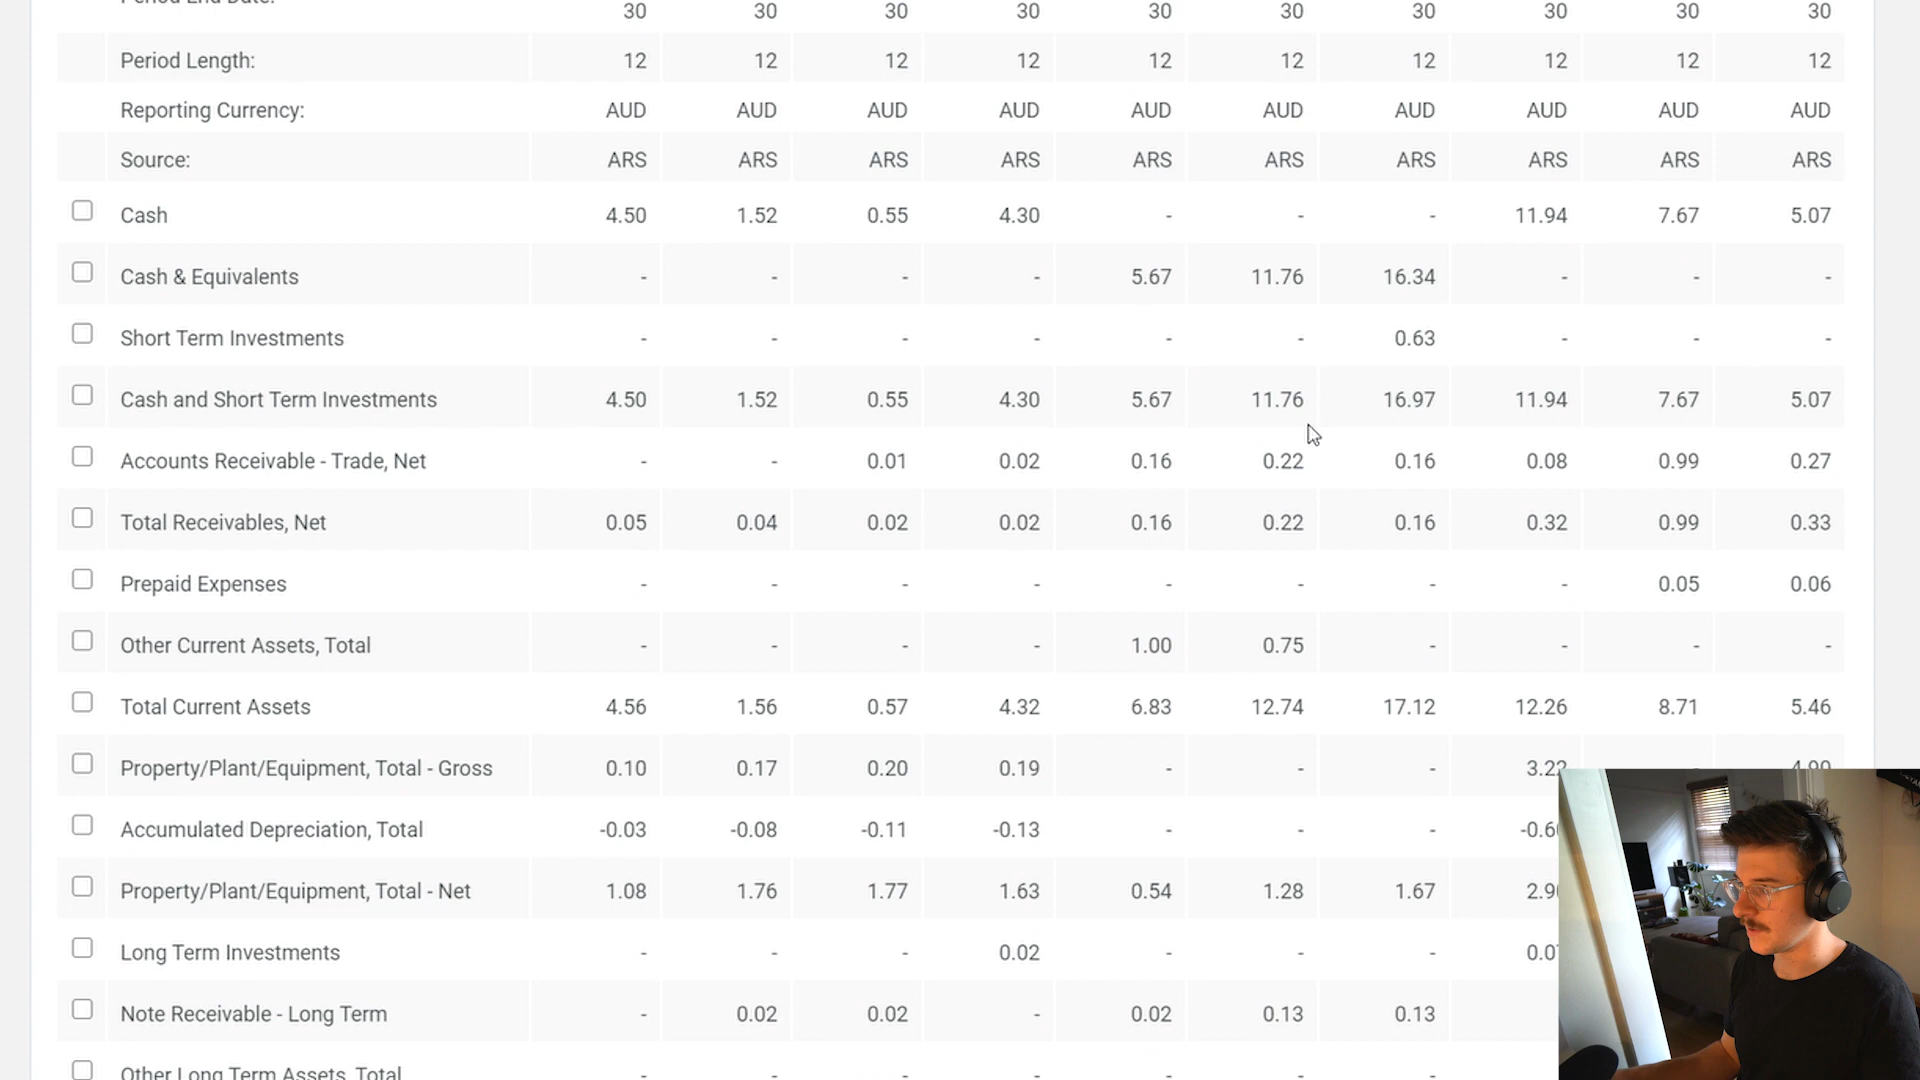 Period End Date: 30 30 30 30 30 30 30 30 30 30
Period Length: 12 12 12 12 12 12 12 12 12 12
Reporting Currency: AUD AUD AUD AUD AUD AUD AUD AUD AUD AUD
Source: ARS ARS ARS ARS ARS ARS ARS ARS ARS ARS
Cash 4.50 1.52 0.55 4.30 - - - 11.94 7.67 5.07
Cash & Equivalents - - - - 5.67 11.76 16.34 - - -
Short Term Investments - - - - - - 0.63 - - -
Cash and Short Term Investments 4.50 1.52 0.55 4.30 5.67 11.76 16.97 11.94 7.67 5.07
Accounts Receivable - Trade, Net - - 0.01 0.02 0.16 0.22 0.16 0.08 0.99 0.27
Total Receivables, Net 0.05 0.04 0.02 0.02 0.16 0.22 0.16 0.32 0.99 0.33
Prepaid Expenses - - - - - - - - 0.05 0.06
Other Current Assets, Total - - - - 1.00 0.75 - - - -
Total Current Assets 4.56 1.56 0.57 4.32 6.83 12.74 17.12 12.26 8.71 5.46
Property/Plant/Equipment, Total - Gross 0.10 0.17 0.20 0.19 - - - 3.22 - 4.90
Accumulated Depreciation, Total -0.03 -0.08 -0.11 -0.13 - - -
Property/Plant/Equipment, Total - Net 1.08 1.76 1.77 1.63 0.54 1.28 1.67
Long Term Investments - - - 0.02 - - -
Note Receivable - Long Term - 0.02 0.02 - 0.02 0.13 0.13
Other Long Term Assets, Total - - - - - - -